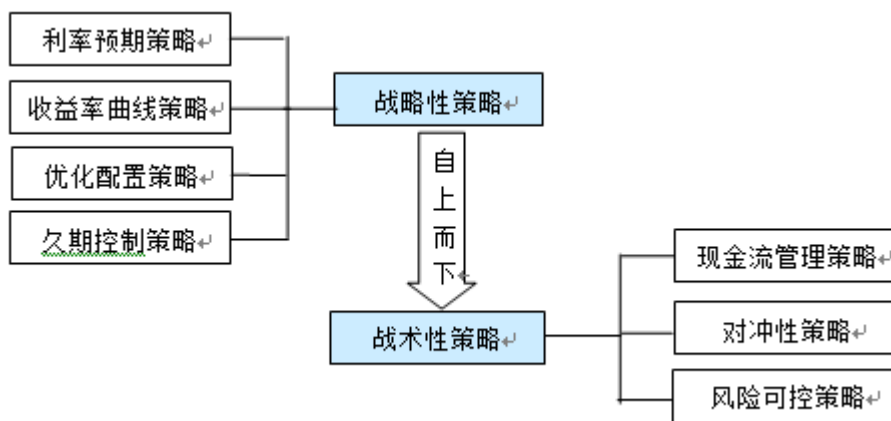 利率预期策略
收益率曲线策略
优化配置策略
久期控制策略
战略性策略
自上而下
战术性策略
现金流管理策略
对冲性策略
风险可控策略